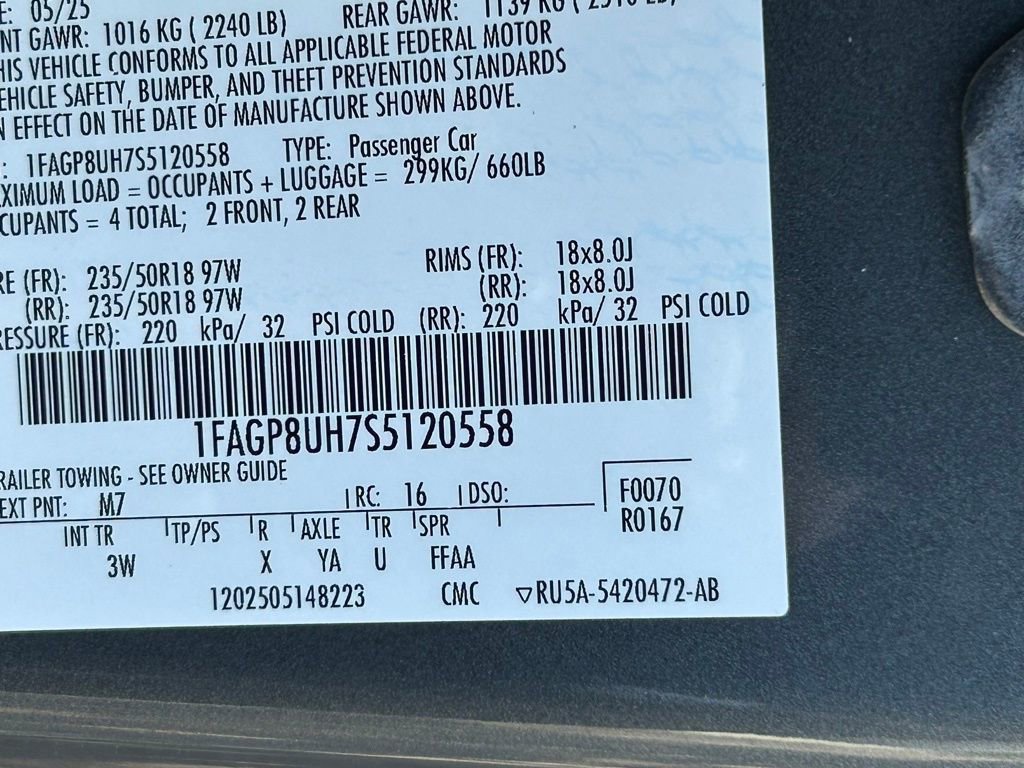 E: 05/25
NT GAWR: 1016 KG ( 2240 LB) REAR GAWR: 1139 KG (
HIS VEHICLE CONFORMS TO ALL APPLICABLE FEDERAL MOTOR
EHICLE SAFETY, BUMPER, AND THEFT PREVENTION STANDARDS
N EFFECT ON THE DATE OF MANUFACTURE SHOWN ABOVE.
: 1FAGP8UH7S5120558 TYPE: Passenger Car
XIMUM LOAD = OCCUPANTS + LUGGAGE = 299KG/ 660LB
CUPANTS = 4 TOTAL; 2 FRONT, 2 REAR
RE (FR): 235/50R18 97W RIMS (FR): 18x8.0J
(RR): 235/50R18 97W (RR): 18x8.0J
RESSURE (FR): 220 kPa/ 32 PSI COLD (RR): 220 kPa/ 32 PSI COLD
1FAGP8UH7S5120558
RAILER TOWING - SEE OWNER GUIDE
EXT PNT: M7 RC: 16 DSO: F0070
R0167
INT TR TP/PS R AXLE TR SPR
3W X YA U FFAA
1202505148223 CMC ▽RU5A-5420472-AB